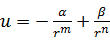 u = − α/r^m + β/r^n